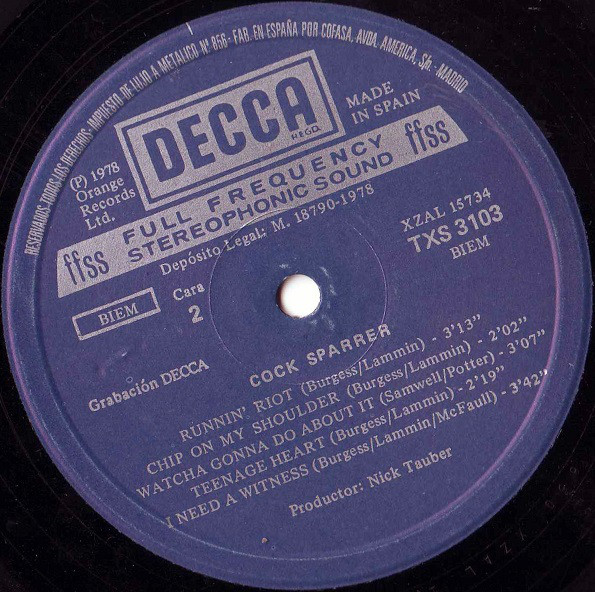 RESERVADOS TODOS LOS DERECHOS-IMPUESTO DE LUJO A METALICO Nº 856-FAB. EN ESPAÑA POR COFASA, AVDA. AMERICA, S/n.-MADRID
DECCA
H.&GD.
MADE
IN SPAIN
(P) 1978
Orange
Records
Ltd.
ffss FULL FREQUENCY ffss
STEREOPHONIC SOUND
Depósito Legal: M. 18790-1978
XZAL 15734
TXS 3103
BIEM
BIEM
Cara
2
Grabación DECCA
COCK SPARRER
RUNNIN' RIOT (Burgess/Lammin) - 3'13"
CHIP ON MY SHOULDER (Burgess/Lammin) - 2'02"
WATCHA GONNA DO ABOUT IT (Samwell/Potter) - 3'07"
TEENAGE HEART (Burgess/Lammin) - 2'19"
I NEED A WITNESS (Burgess/Lammin/McFaull) - 3'42"
Productor: Nick Tauber